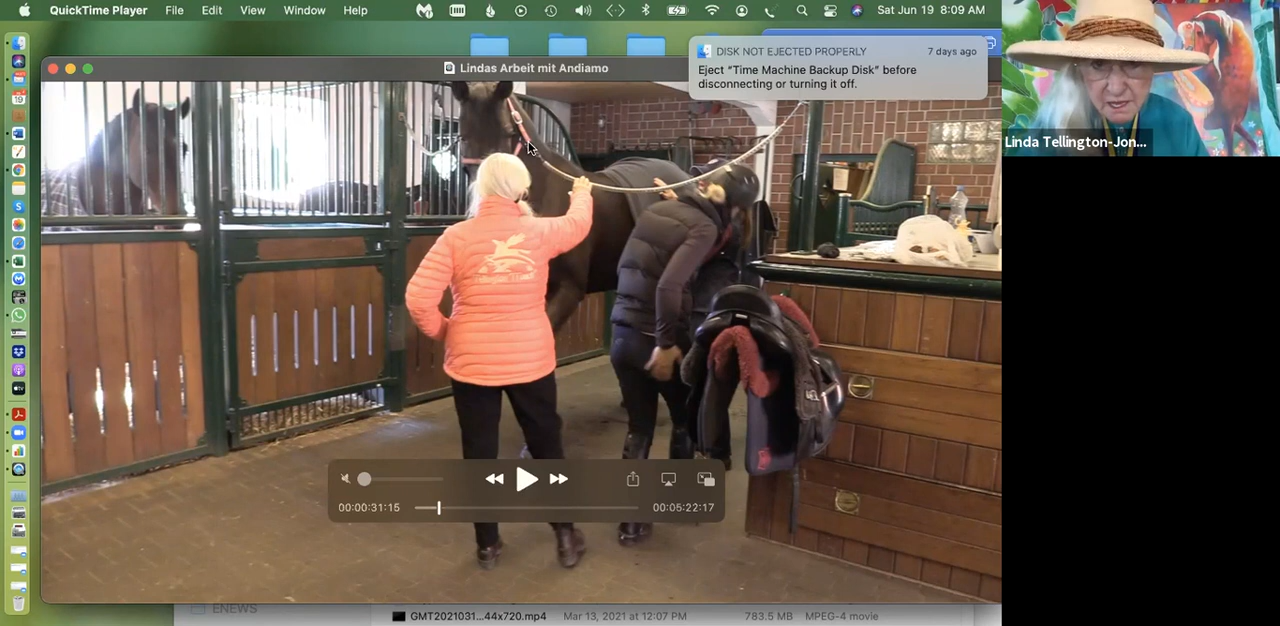 QuickTime Player File Edit View Window Help Sat Jun 19 8:09 AM
Linda Tellington-Jon...
DISK NOT EJECTED PROPERLY 7 days ago
Eject “Time Machine Backup Disk” before
disconnecting or turning it off.
Lindas Arbeit mit Andiamo
19
00:00:31:15 00:05:22:17
ENEWS
GMT2021031...44x720.mp4 Mar 13, 2021 at 12:07 PM 783.5 MB MPEG-4 movie